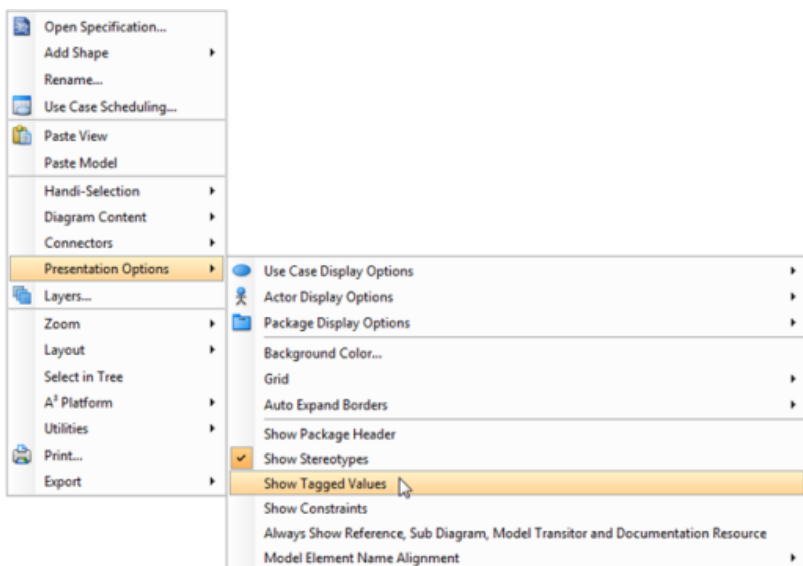 Open Specification...
Add Shape
Rename...
Use Case Scheduling...
Paste View
Paste Model
Handi-Selection
Diagram Content
Connectors
Presentation Options
Layers...
Zoom
Layout
Select in Tree
A³ Platform
Utilities
Print...
Export
Use Case Display Options
Actor Display Options
Package Display Options
Background Color...
Grid
Auto Expand Borders
Show Package Header
Show Stereotypes
Show Tagged Values
Show Constraints
Always Show Reference, Sub Diagram, Model Transitor and Documentation Resource
Model Element Name Alignment